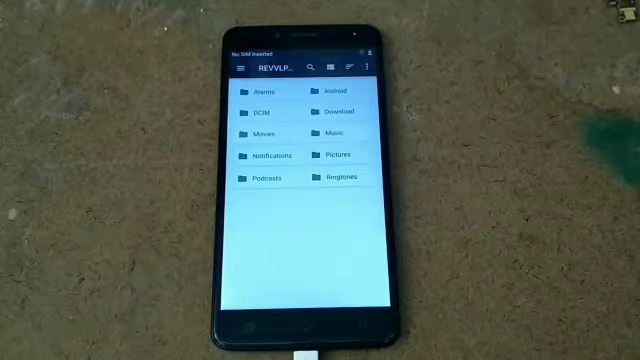 No SIM inserted
REVVLP...
Alarms Android
DCIM Download
Movies Music
Notifications Pictures
Podcasts Ringtones